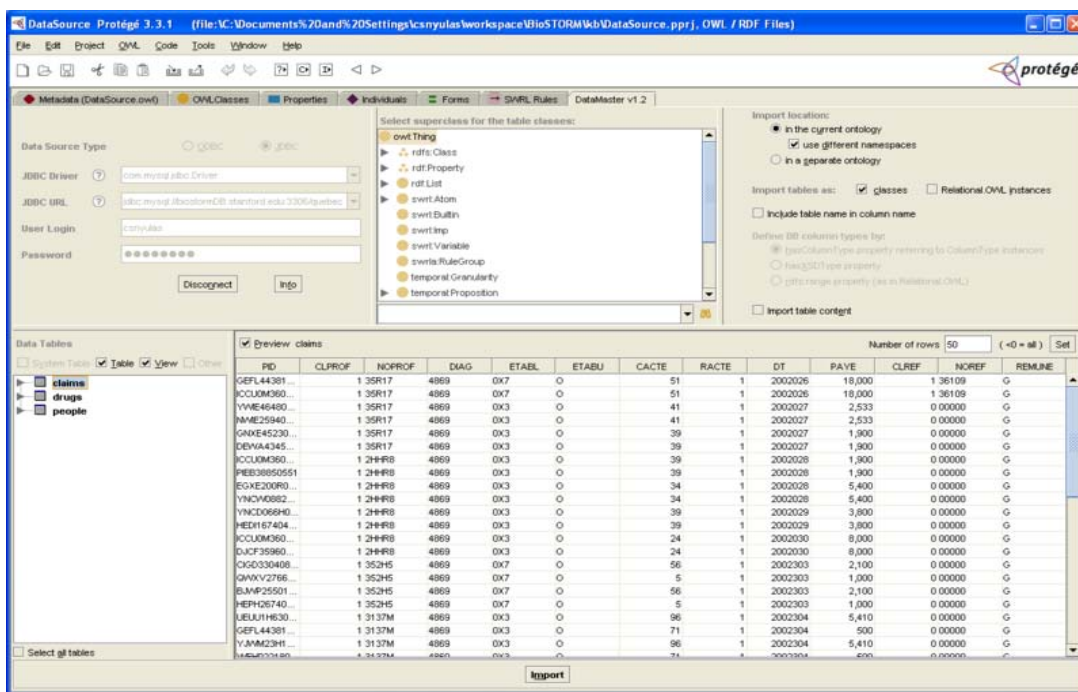 DataSource Protégé 3.3.1 (file:\C:\Documents%20and%20Settings\csnyulas\workspace\BioSTORM\kb\DataSource.pprj, OWL / RDF Files)
File Edit Project OWL Code Tools Window Help
protégé
Metadata (DataSource.owl) OWLClasses Properties Individuals Forms SWRL Rules DataMaster v1.2
Data Source Type ODBC JDBC
JDBC Driver ? com.mysql.jdbc.Driver
JDBC URL ?
User Login csnyulas
Password
Disconnect Info
Select superclass for the table classes:
owl:Thing
rdfs:Class
rdf:Property
rdf:List
swrl:Atom
swrl:Builtin
swrl:Imp
swrl:Variable
swrla:RuleGroup
temporal:Granularity
temporal:Proposition
Import location:
in the current ontology
use different namespaces
in a separate ontology
Import tables as: classes Relational.OWL instances
Include table name in column name
Define DB column types by:
hasColumnType property referring to ColumnType instances
hasXSDType property
rdfs:range property (as in Relational.OWL)
Import table content
Data Tables
System Table Table View Other
claims
drugs
people
Select all tables
Preview claims Number of rows 50 ( <0 = all ) Set
PID CLPROF NOPROF DIAG ETABL ETABU CACTE RACTE DT PAYE CLREF NOREF REMUNE
GEFL44381... 1 35R17 4869 0X7 O 51 1 2002026 18,000 1 36109 G
ICCU0M360... 1 35R17 4869 0X7 O 51 1 2002026 18,000 1 36109 G
YWIE46480... 1 35R17 4869 0X3 O 41 1 2002027 2,533 0 00000 G
NWIE25940... 1 35R17 4869 0X3 O 41 1 2002027 2,533 0 00000 G
GNXE45230... 1 35R17 4869 0X3 O 39 1 2002027 1,900 0 00000 G
DEWA4345... 1 35R17 4869 0X3 O 39 1 2002027 1,900 0 00000 G
ICCU0M360... 1 2HHR8 4869 0X3 O 39 1 2002028 1,900 0 00000 G
PIEB38850551 1 2HHR8 4869 0X3 O 39 1 2002028 1,900 0 00000 G
EGXE200R0... 1 2HHR8 4869 0X3 O 34 1 2002028 5,400 0 00000 G
YNCW0882... 1 2HHR8 4869 0X3 O 34 1 2002028 5,400 0 00000 G
YNCD066H0... 1 2HHR8 4869 0X3 O 39 1 2002029 3,800 0 00000 G
HEDI167404... 1 2HHR8 4869 0X3 O 39 1 2002029 3,800 0 00000 G
ICCU0M360... 1 2HHR8 4869 0X3 O 24 1 2002030 8,000 0 00000 G
DJCF35960... 1 2HHR8 4869 0X3 O 24 1 2002030 8,000 0 00000 G
CIGD330408... 1 352H5 4869 0X7 O 56 1 2002303 2,100 0 00000 G
QWXV2766... 1 352H5 4869 0X7 O 5 1 2002303 1,000 0 00000 G
BJWP25501... 1 352H5 4869 0X7 O 56 1 2002303 2,100 0 00000 G
HEPH26740... 1 352H5 4869 0X7 O 5 1 2002303 1,000 0 00000 G
UEUU1H630... 1 3137M 4869 0X3 O 96 1 2002304 5,410 0 00000 G
GEFL44381... 1 3137M 4869 0X3 O 71 1 2002304 500 0 00000 G
YJWM23H1... 1 3137M 4869 0X3 O 96 1 2002304 5,410 0 00000 G
Import